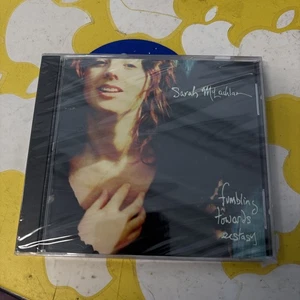 Sarah McLachlan
fumbling
towards
ecstasy